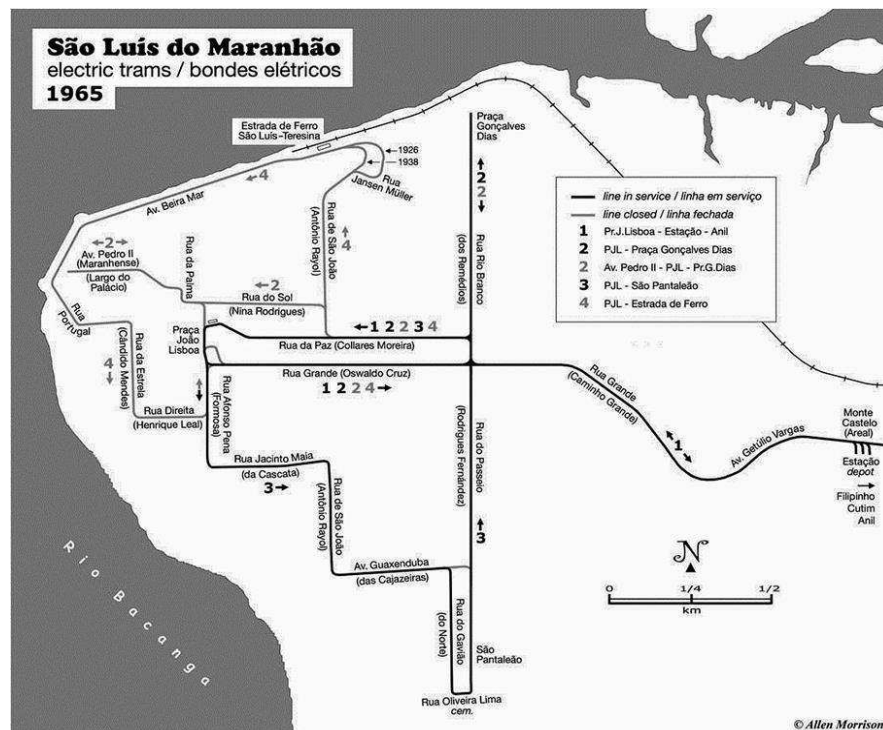 São Luís do Maranhão
electric trams / bondes elétricos
1965
Estrada de Ferro
São Luís-Teresina
1926
1938
Praça
Gonçalves
Dias
Rua
Jansen Müller
4
Av. Beira Mar
2
2
line in service / linha em serviço
line closed / linha fechada
1 Pr.J.Lisboa - Estação - Anil
2 PJL - Praça Gonçalves Dias
2 Av. Pedro II - PJL - Pr.G.Dias
3 PJL - São Pantaleão
4 PJL - Estrada de Ferro
Rua de São João
(Antônio Rayol)
4
Rua Rio Branco
(dos Remédios)
2
Av. Pedro II
(Maranhense)
(Largo do
Palácio)
Rua da Palma
2
Rua do Sol
(Nina Rodrigues)
Rua
Portugal
Praça
João
Lisboa
1 2 2 3 4
Rua da Paz (Collares Moreira)
Rua da Estrela
(Cândido Mendes)
4
Rua Grande (Oswaldo Cruz)
1 2 2 4
Rua Grande
(Caminho Grande)
Rua Direita
(Henrique Leal)
Rua Afonso Pena
(Formosa)
Rua do Passeio
(Rodrigues Fernández)
1
Av. Getúlio Vargas
Monte
Castelo
(Areal)
Estação
depot
Filipinho
Cutim
Anil
Rua Jacinto Maia
(da Cascata)
3
Rua de São João
(Antônio Rayol)
3
N
Av. Guaxenduba
(das Cajazeiras)
0 1/4 1/2
km
Rua do Gavião
(do Norte)
São
Pantaleão
Rua Oliveira Lima
cem.
Rio Bacanga
© Allen Morrison